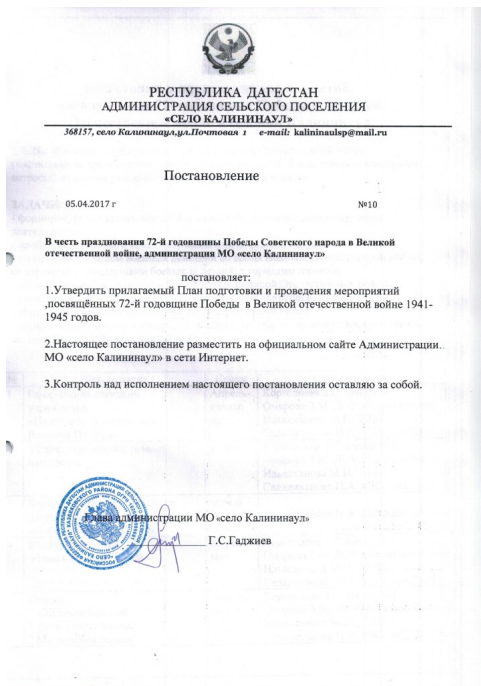 РЕСПУБЛИКА ДАГЕСТАН
АДМИНИСТРАЦИЯ СЕЛЬСКОГО ПОСЕЛЕНИЯ
«СЕЛО КАЛИНИНАУЛ»
368157, село Калининаул,ул.Почтовая 1 e-mail: kalininaulsp@mail.ru
Постановление
05.04.2017 г №10
В честь празднования 72-й годовщины Победы Советского народа в Великой
отечественной войне, администрация МО «село Калининаул»
постановляет:
1.Утвердить прилагаемый План подготовки и проведения мероприятий
,посвящённых 72-й годовщине Победы в Великой отечественной войне 1941-
1945 годов.
2.Настоящее постановление разместить на официальном сайте Администрации..
МО «село Калининаул» в сети Интернет.
3.Контроль над исполнением настоящего постановления оставляю за собой.
Глава администрации МО «село Калининаул»
Г.С.Гаджиев